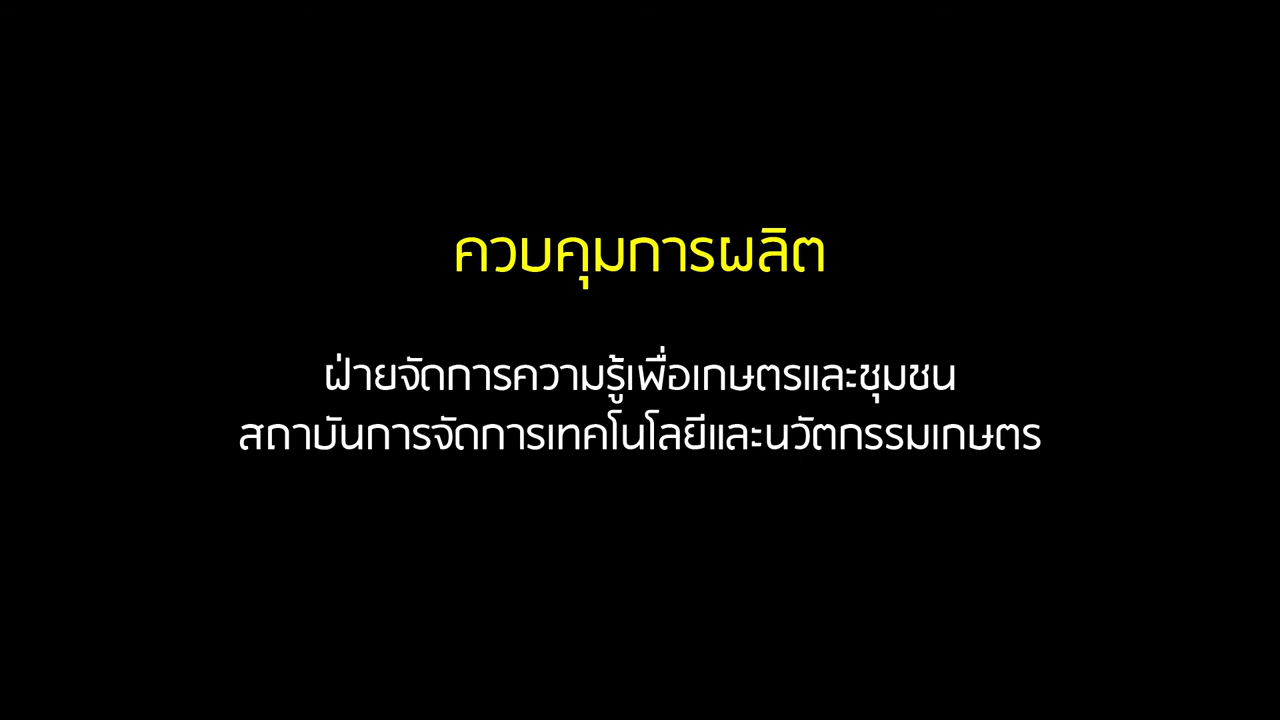 ควบคุมการผลิต
ฝ่ายจัดการความรู้เพื่อเกษตรและชุมชน
สถาบันการจัดการเทคโนโลยีและนวัตกรรมเกษตร